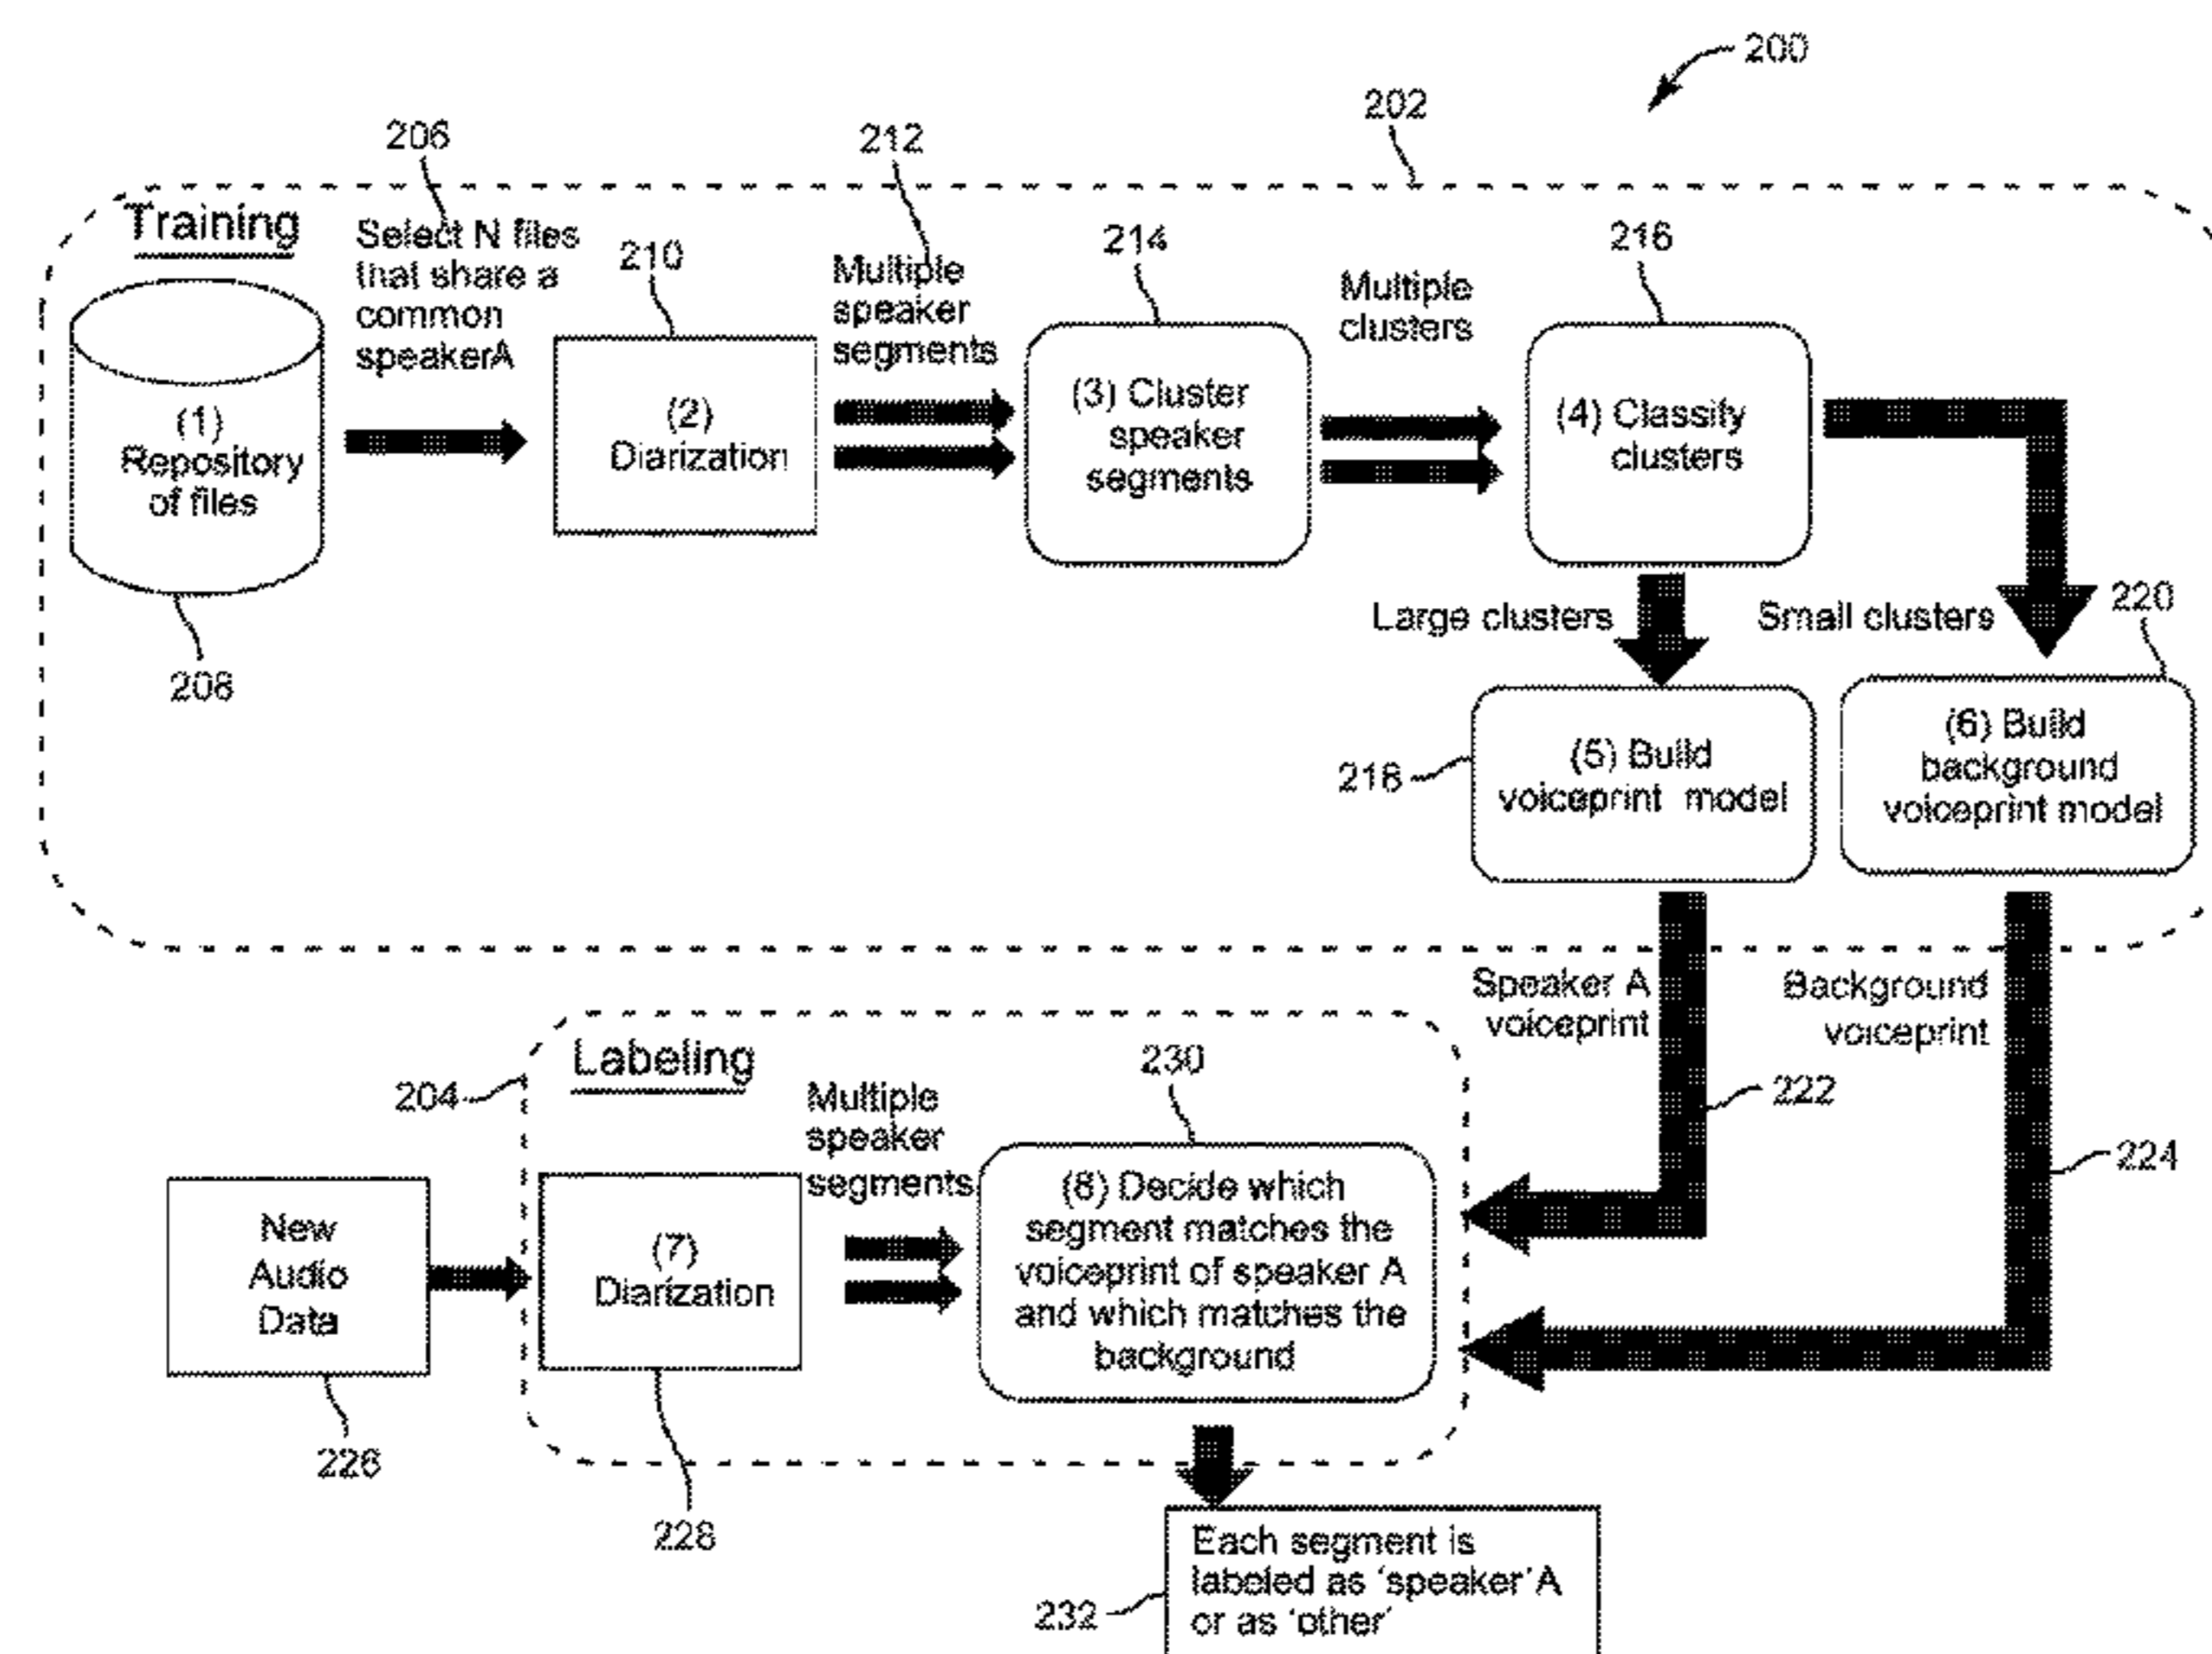 200
202
206
212
Training
Select N files
that share a
common
speakerA
210
Multiple
speaker
segments
214
Multiple
clusters
216
(1)
Repository
of files
(2)
Diarization
(3) Cluster
speaker
segments
(4) Classify
clusters
208
Large clusters
Small clusters
220
218
(5) Build
voiceprint model
(6) Build
background
voiceprint model
Speaker A
voiceprint
Background
voiceprint
204
Labeling
Multiple
speaker
segments
230
222
224
New
Audio
Data
(7)
Diarization
(8) Decide which
segment matches the
voiceprint of speaker A
and which matches the
background
226
228
232
Each segment is
labeled as 'speaker'A
or as 'other'